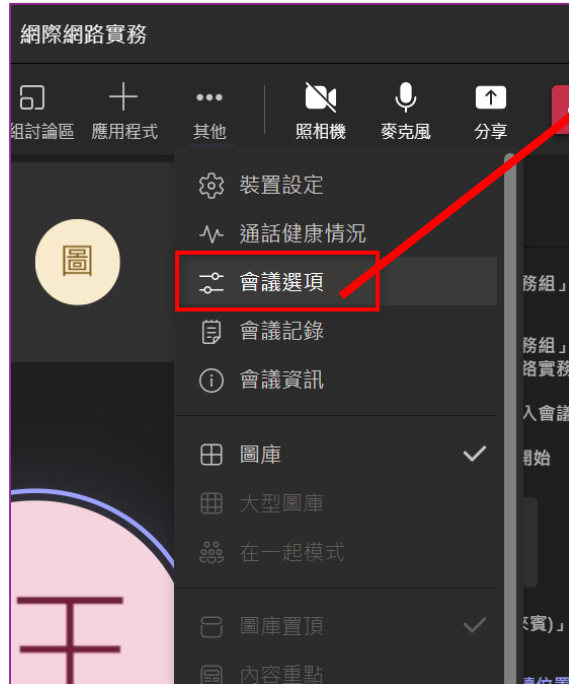 網際網路實務
組討論區 應用程式 其他 照相機 麥克風 分享
裝置設定
圖
通話健康情況
會議選項
務組」
會議記錄
務組」
路實務
會議資訊
入會議
圖庫
開始
大型圖庫
在一起模式
圖庫置頂
來賓)」
王
內容重點